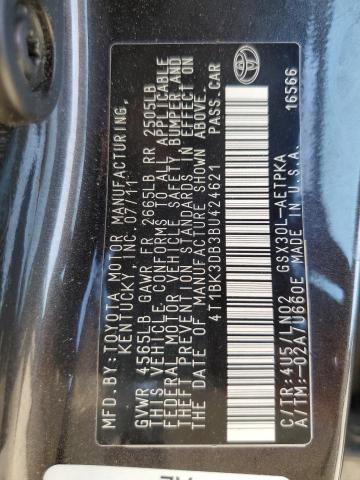 MFD. BY: TOYOTA MOTOR MANUFACTURING,
KENTUCKY, INC. 07/11
GVWR 4565LB GAWR FR 2665LB RR 2505LB
THIS VEHICLE CONFORMS TO ALL APPLICABLE
FEDERAL MOTOR VEHICLE SAFETY, BUMPER, AND
THEFT PREVENTION STANDARDS IN EFFECT ON
THE DATE OF MANUFACTURE SHOWN ABOVE.
4T1BK3DB3BU424621 PASS. CAR
C/TR: 4U5/LN02 GSX30L-AETPKA
A/TM: -02A/U660E MADE IN U.S.A. 16566